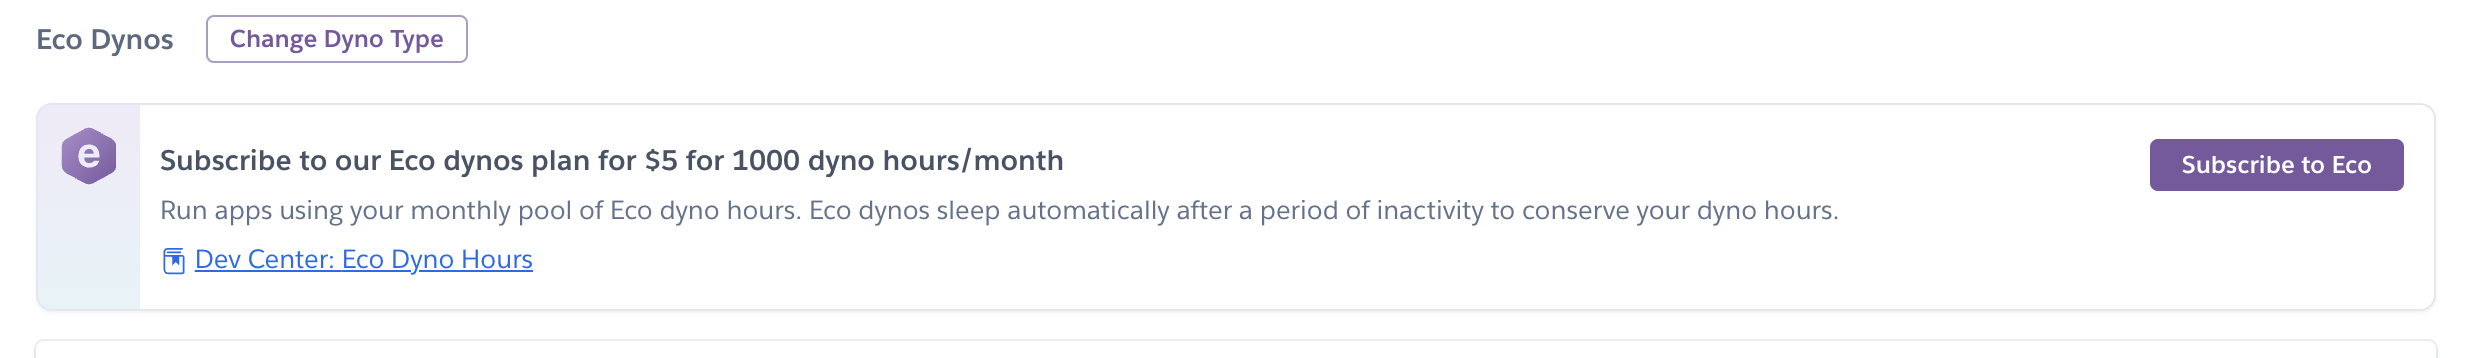 Eco Dynos
Change Dyno Type
e
Subscribe to our Eco dynos plan for $5 for 1000 dyno hours/month
Subscribe to Eco
Run apps using your monthly pool of Eco dyno hours. Eco dynos sleep automatically after a period of inactivity to conserve your dyno hours.
Dev Center: Eco Dyno Hours